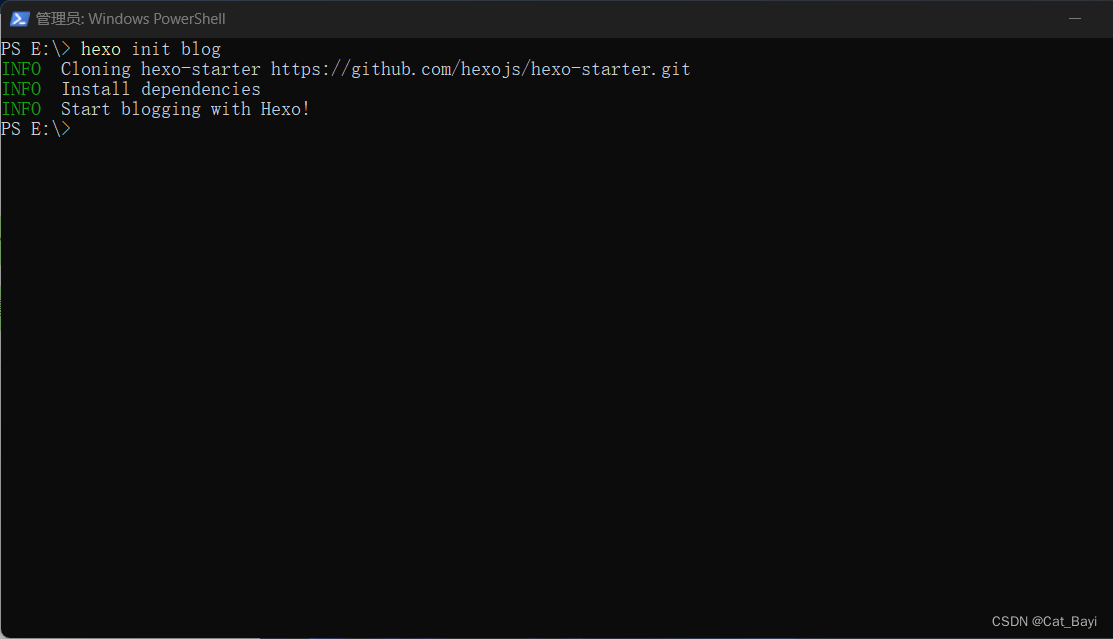 管理员: Windows PowerShell
PS E:\> hexo init blog
INFO  Cloning hexo-starter https://github.com/hexojs/hexo-starter.git
INFO  Install dependencies
INFO  Start blogging with Hexo!
PS E:\>
CSDN @Cat_Bayi